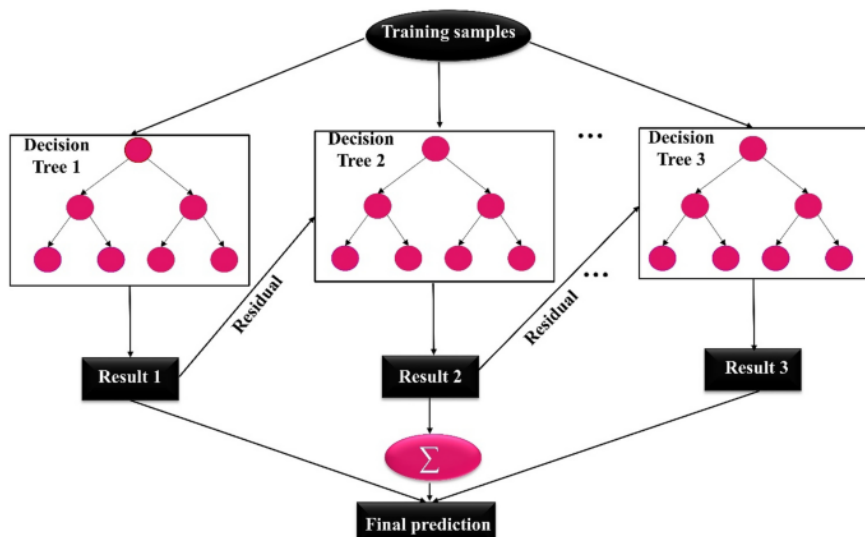 Training samples
Decision
Tree 1
Decision
Tree 2
...
Decision
Tree 3
Residual
Residual
...
Result 1
Result 2
Result 3
∑
Final prediction